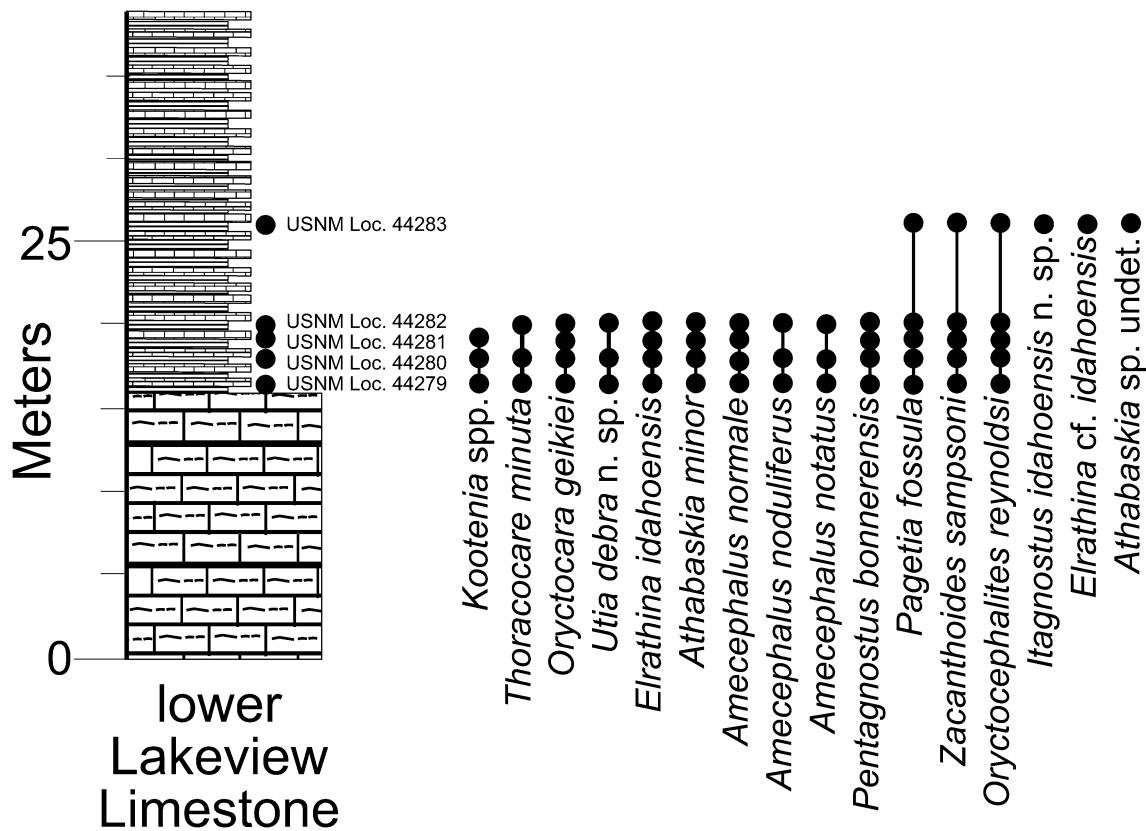 USNM Loc. 44283
25
USNM Loc. 44282
USNM Loc. 44281
USNM Loc. 44280
USNM Loc. 44279
Meters
0
lower
Lakeview
Limestone
Kootenia spp.
Thoracocare minuta
Oryctocara geikiei
Utia debra n. sp.
Elrathina idahoensis
Athabaskia minor
Amecephalus normale
Amecephalus noduliferus
Amecephalus notatus
Pentagnostus bonnerensis
Pagetia fossula
Zacanthoides sampsoni
Oryctocephalites reynoldsi
Itagnostus idahoensis n. sp.
Elrathina cf. idahoensis
Athabaskia sp. undet.